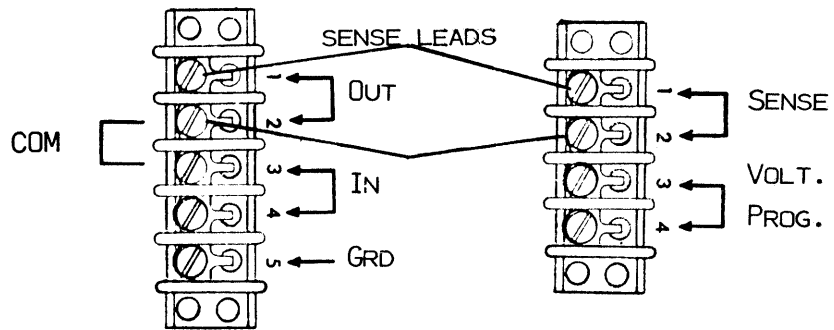 SENSE LEADS
COM
1
2
3
4
5
OUT
IN
GRD
1
2
3
4
SENSE
VOLT.
PROG.